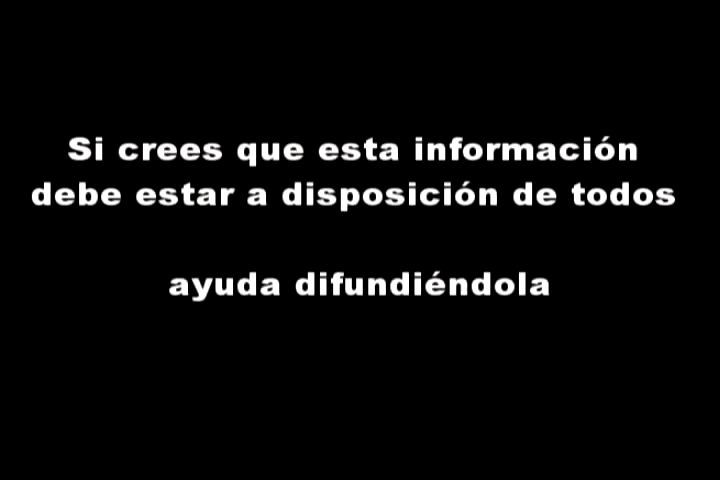 Si crees que esta información
debe estar a disposición de todos
ayuda difundiéndola